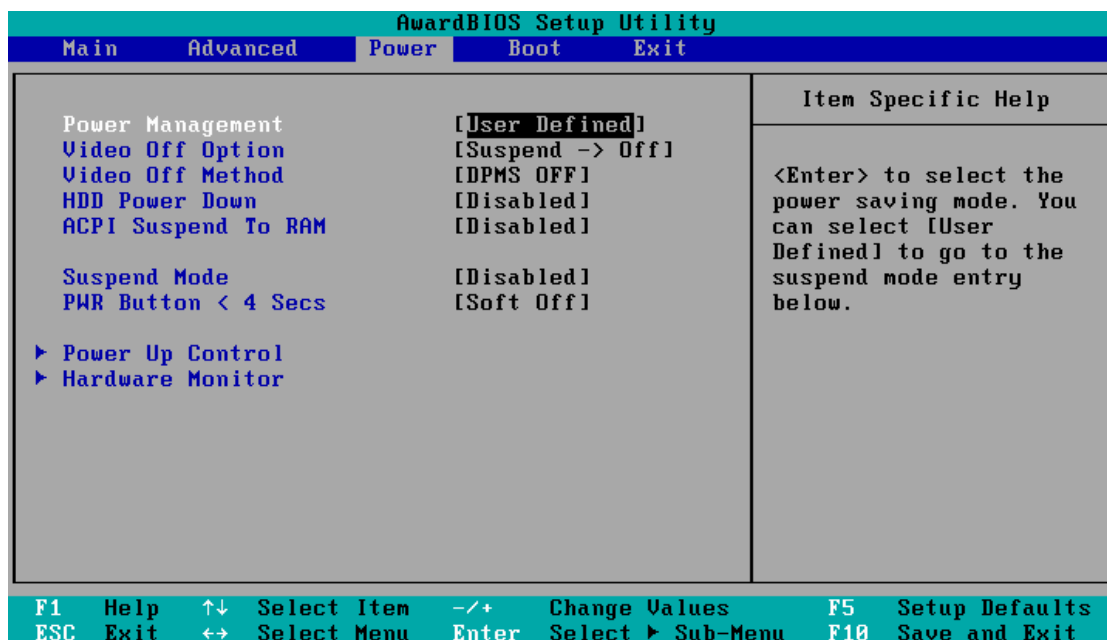 AwardBIOS Setup Utility
Main Advanced Power Boot Exit
Power Management [User Defined]
Video Off Option [Suspend -> Off]
Video Off Method [DPMS OFF]
HDD Power Down [Disabled]
ACPI Suspend To RAM [Disabled]
Suspend Mode [Disabled]
PWR Button < 4 Secs [Soft Off]
▶ Power Up Control
▶ Hardware Monitor
Item Specific Help
<Enter> to select the
power saving mode. You
can select [User
Defined] to go to the
suspend mode entry
below.
F1 Help ↑↓ Select Item -/+ Change Values F5 Setup Defaults
ESC Exit ↔ Select Menu Enter Select ▶ Sub-Menu F10 Save and Exit